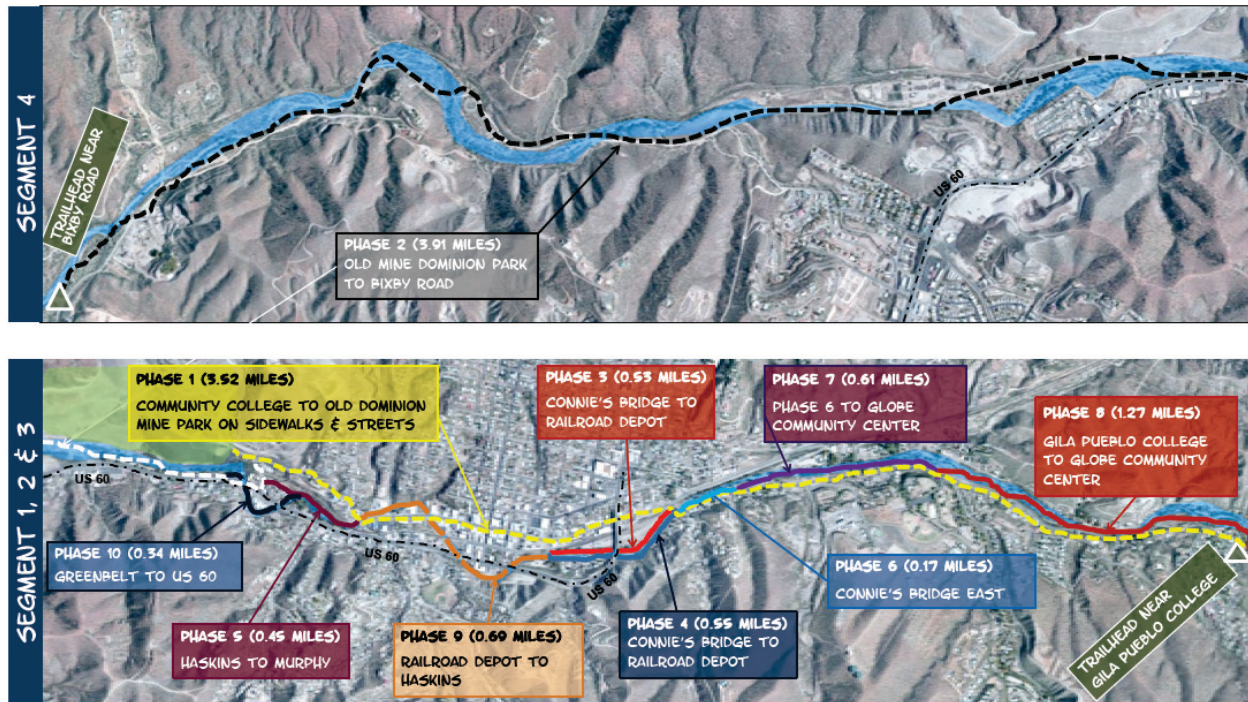 SEGMENT 4
TRAILHEAD NEAR
BIXBY ROAD
US 60
PHASE 2 (3.91 MILES)
OLD MINE DOMINION PARK
TO BIXBY ROAD
SEGMENT 1, 2 & 3
PHASE 1 (3.52 MILES)
COMMUNITY COLLEGE TO OLD DOMINION
MINE PARK ON SIDEWALKS & STREETS
PHASE 3 (0.53 MILES)
CONNIE'S BRIDGE TO
RAILROAD DEPOT
PHASE 7 (0.61 MILES)
PHASE 6 TO GLOBE
COMMUNITY CENTER
PHASE 8 (1.27 MILES)
GILA PUEBLO COLLEGE
TO GLOBE COMMUNITY
CENTER
US 60
US 60
US 60
PHASE 10 (0.34 MILES)
GREENBELT TO US 60
PHASE 6 (0.17 MILES)
CONNIE'S BRIDGE EAST
PHASE 5 (0.45 MILES)
HASKINS TO MURPHY
PHASE 9 (0.69 MILES)
RAILROAD DEPOT TO
HASKINS
PHASE 4 (0.55 MILES)
CONNIE'S BRIDGE TO
RAILROAD DEPOT
TRAILHEAD NEAR
GILA PUEBLO COLLEGE